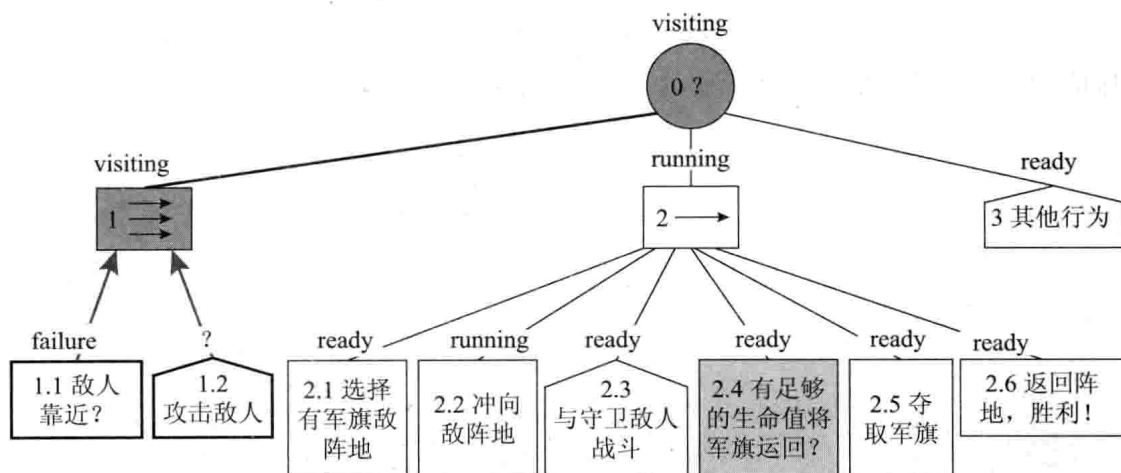 visiting
0 ?
visiting
running
ready
1
2
3 其他行为
failure
?
ready
running
ready
ready
ready
ready
1.1 敌人
靠近?
1.2
攻击敌人
2.1 选择
有军旗敌
阵地
2.2 冲向
敌阵地
2.3
与守卫敌人
战斗
2.4 有足够
的生命值将
军旗运回?
2.5 夺
取军旗
2.6 返回阵
地，胜利!